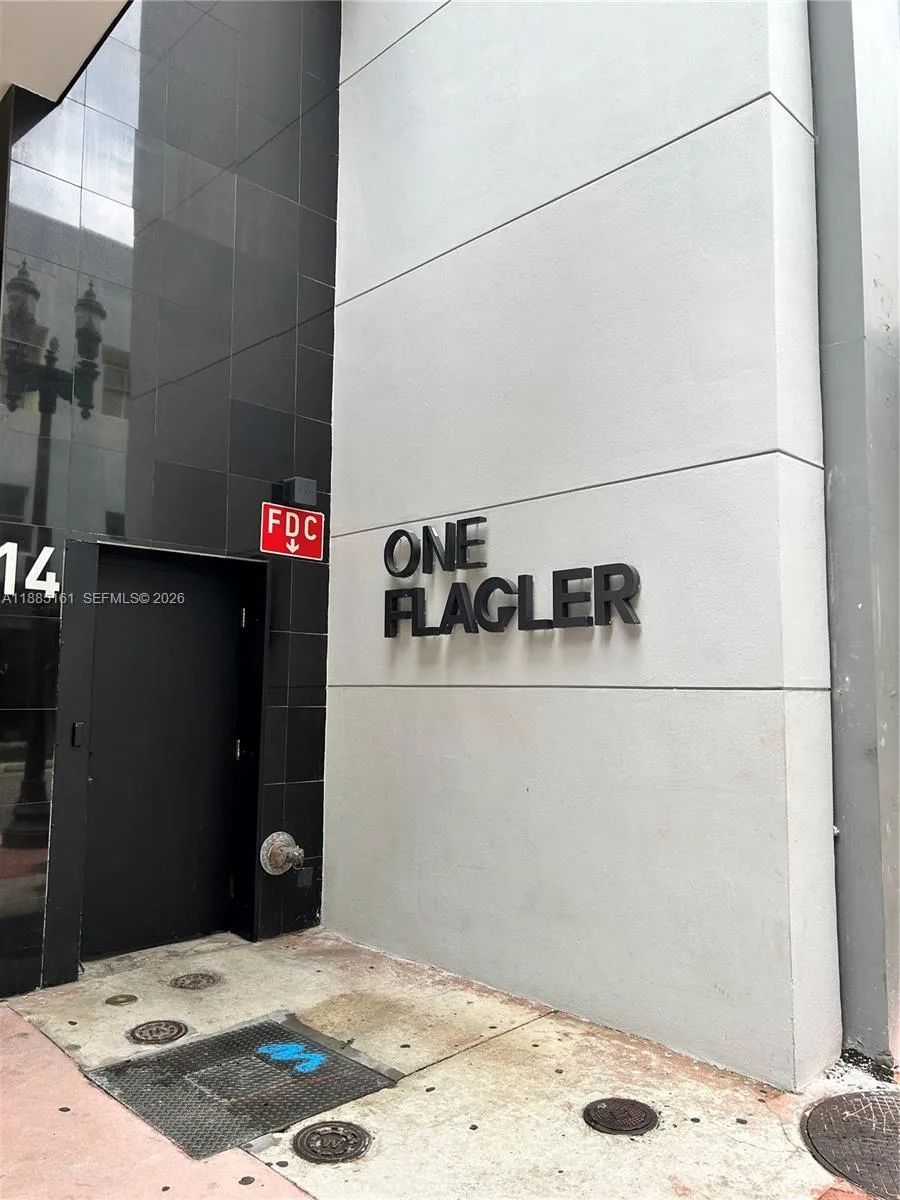 FDC
ONE
FLAGLER
14
A11885161 SEFMLS© 2026
W